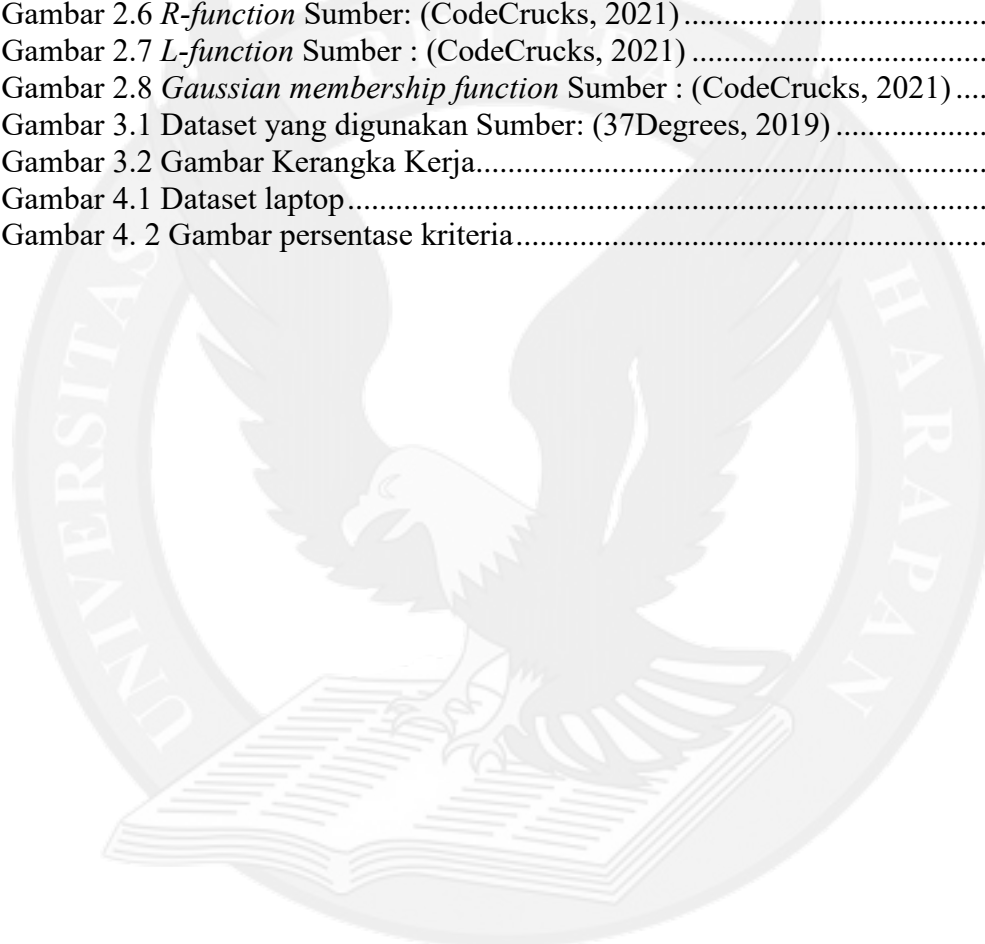 Gambar 2.6 R-function Sumber: (CodeCrucks, 2021)......................................
Gambar 2.7 L-function Sumber : (CodeCrucks, 2021)....................................
Gambar 2.8 Gaussian membership function Sumber : (CodeCrucks, 2021)....
Gambar 3.1 Dataset yang digunakan Sumber: (37Degrees, 2019)...................
Gambar 3.2 Gambar Kerangka Kerja................................................................
Gambar 4.1 Dataset laptop................................................................................
Gambar 4. 2 Gambar persentase kriteria...........................................................
UNIVERSITAS
HARAPAN